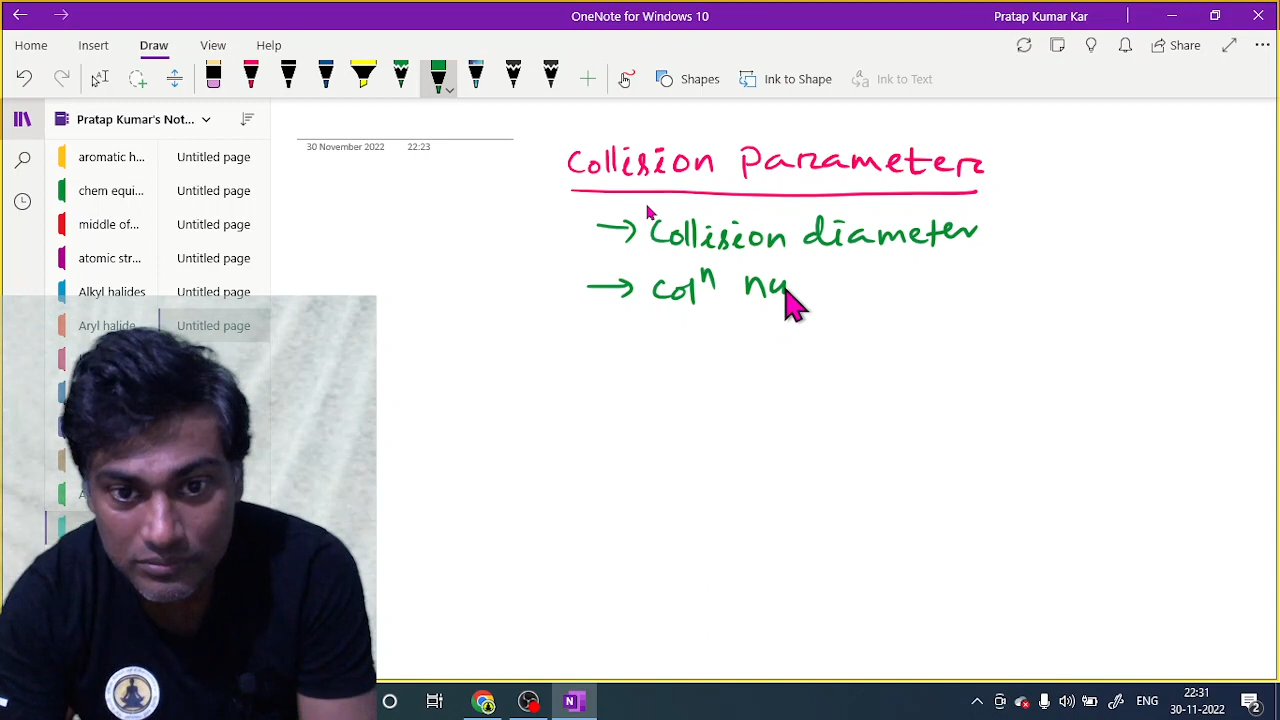 OneNote for Windows 10
Pratap Kumar Kar
Home Insert Draw View Help
Share
Shapes
Ink to Shape
Ink to Text
Pratap Kumar's Not...
aromatic h... Untitled page
chem equi... Untitled page
middle of... Untitled page
atomic str... Untitled page
Alkyl halides Untitled page
Aryl halide Untitled page
30 November 2022 22:23
Collision Parameters
→ Collision diameter
→ Colⁿ nu
ENG
22:31
30-11-2022
2